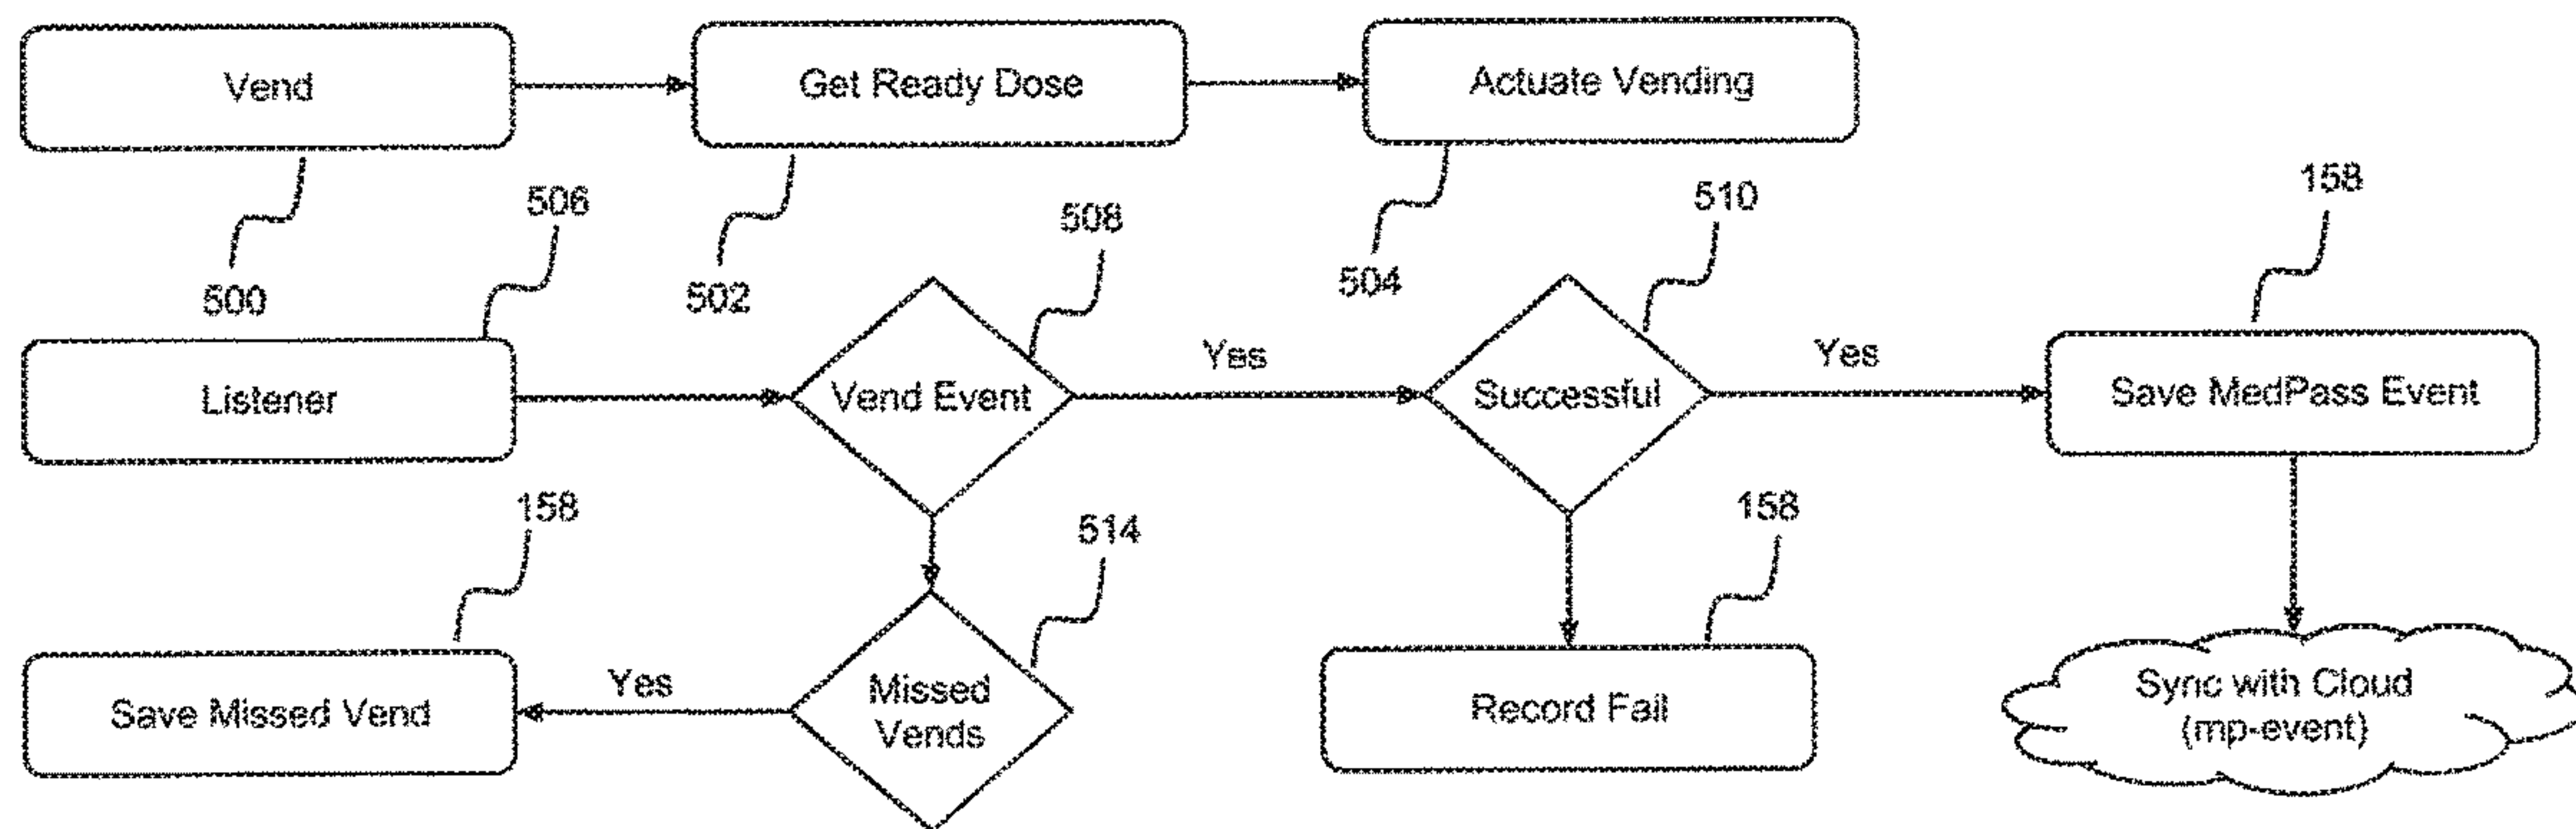 Vend
Get Ready Dose
Actuate Vending
500
502
504
506
508
510
158
Listener
Vend Event
Yes
Successful
Yes
Save MedPass Event
158
514
158
Save Missed Vend
Yes
Missed
Vends
Record Fail
Sync with Cloud
(mp-event)